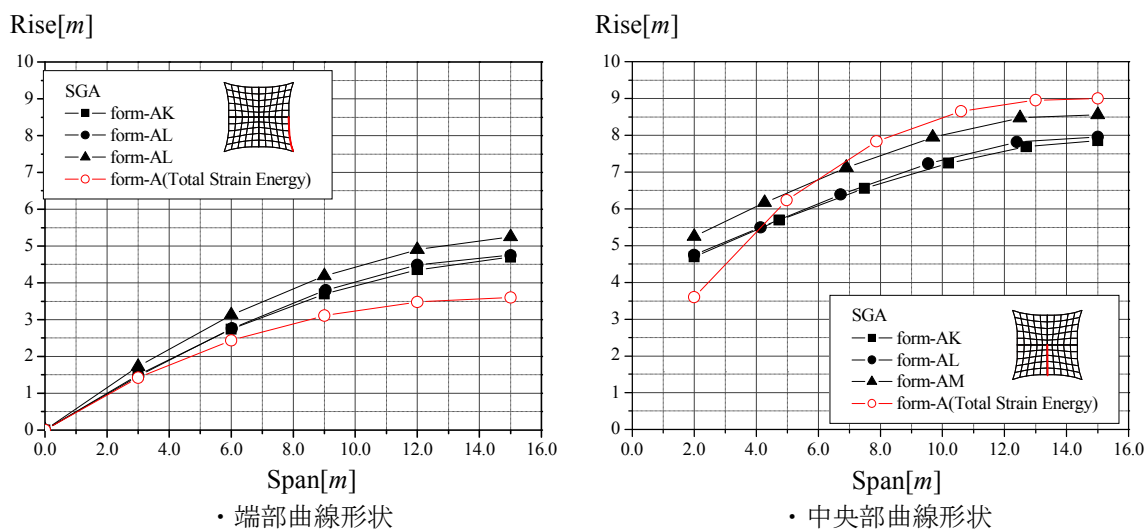 Rise[m]
10
9
8
7
6
5
4
3
2
1
0
SGA
form-AK
form-AL
form-AL
form-A(Total Strain Energy)
0.0 2.0 4.0 6.0 8.0 10.0 12.0 14.0 16.0
Span[m]
・端部曲線形状
Rise[m]
10
9
8
7
6
5
4
3
2
1
0
SGA
form-AK
form-AL
form-AM
form-A(Total Strain Energy)
0.0 2.0 4.0 6.0 8.0 10.0 12.0 14.0 16.0
Span[m]
・中央部曲線形状